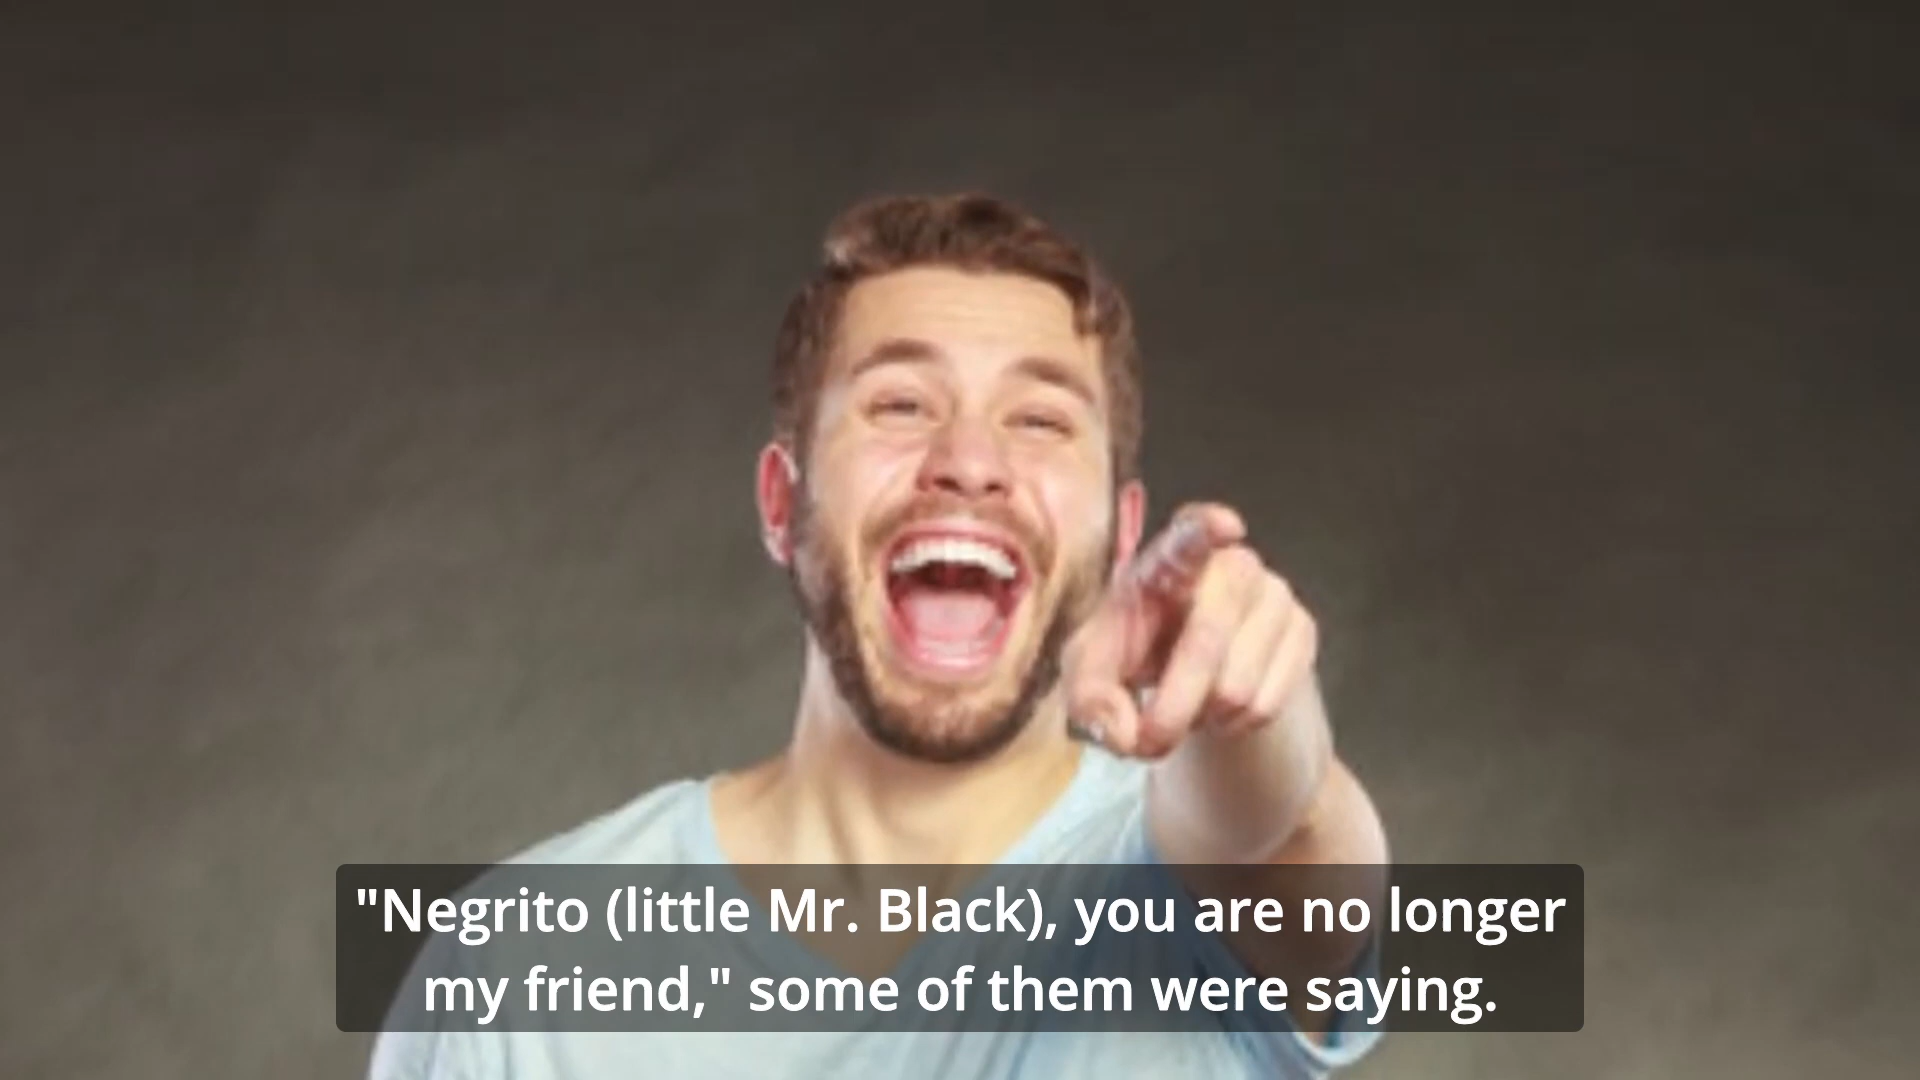 "Negrito (little Mr. Black), you are no longer
my friend," some of them were saying.